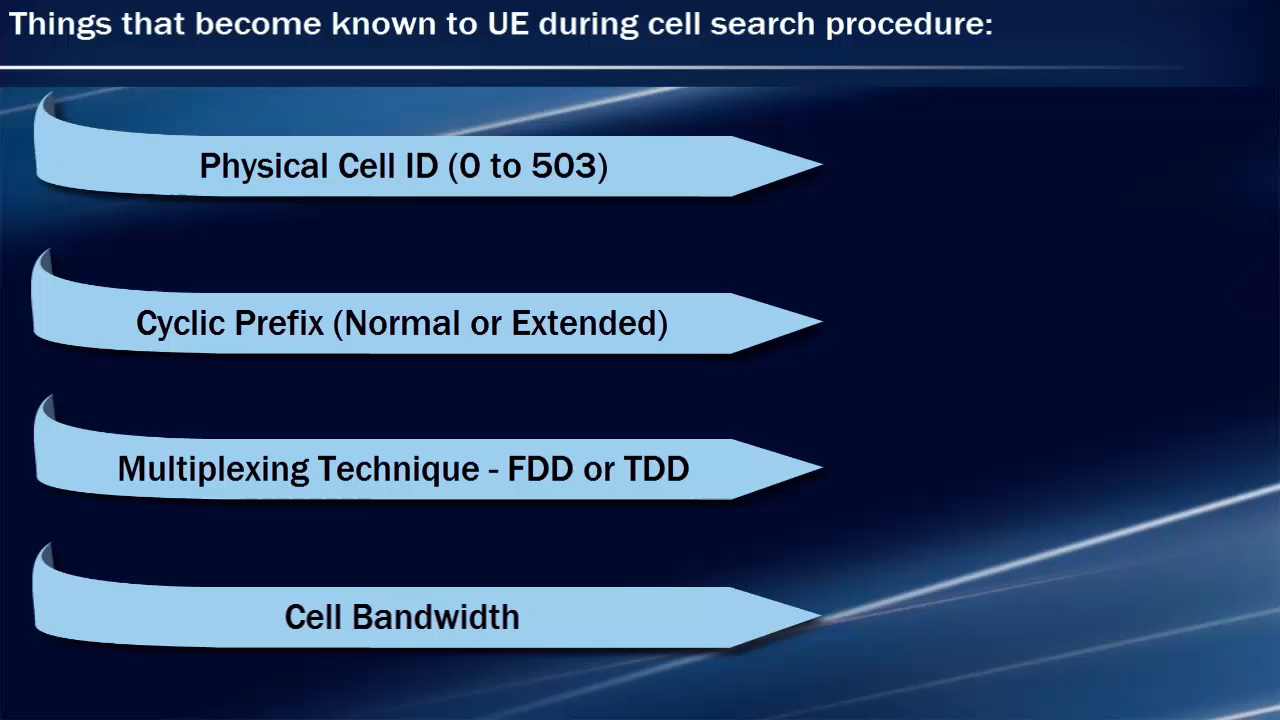 Things that become known to UE during cell search procedure:
Physical Cell ID (0 to 503)
Cyclic Prefix (Normal or Extended)
Multiplexing Technique - FDD or TDD
Cell Bandwidth